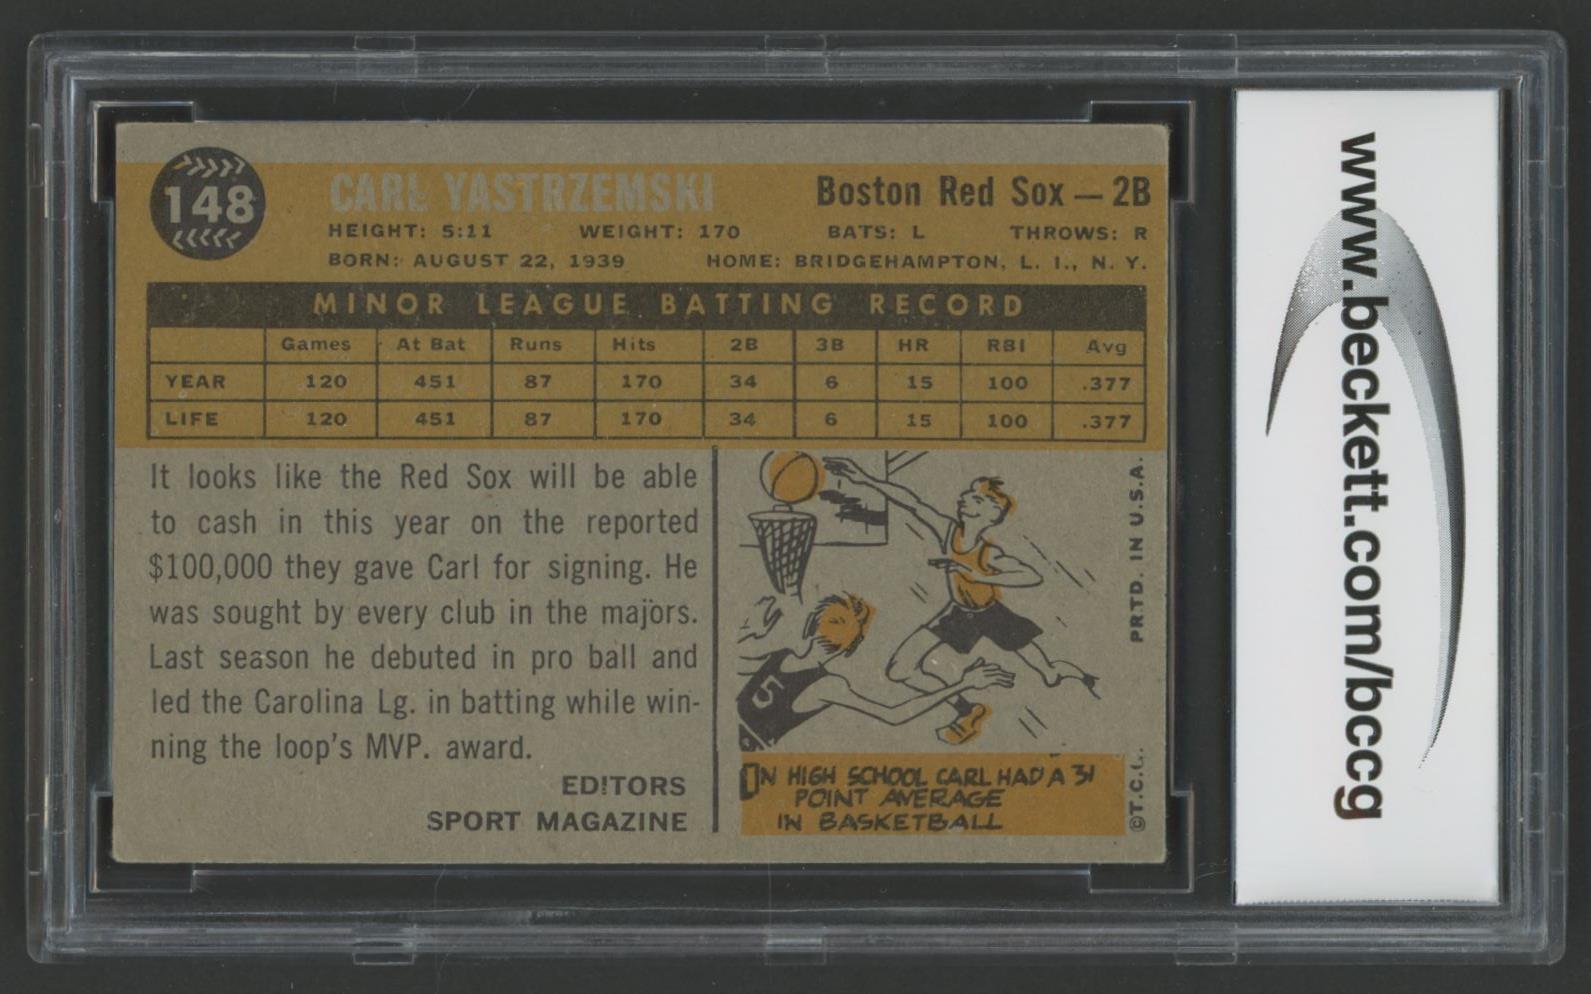 148
CARL YASTRZEMSKI
Boston Red Sox — 2B
HEIGHT: 5:11 WEIGHT: 170 BATS: L THROWS: R
BORN: AUGUST 22, 1939 HOME: BRIDGEHAMPTON, L. I., N. Y.
MINOR LEAGUE BATTING RECORD
Games At Bat Runs Hits 2B 3B HR RBI Avg
YEAR 120 451 87 170 34 6 15 100 .377
LIFE 120 451 87 170 34 6 15 100 .377
It looks like the Red Sox will be able
to cash in this year on the reported
$100,000 they gave Carl for signing. He
was sought by every club in the majors.
Last season he debuted in pro ball and
led the Carolina Lg. in batting while win-
ning the loop's MVP. award.
EDITORS
SPORT MAGAZINE
5
IN HIGH SCHOOL CARL HAD A 31
POINT AVERAGE
IN BASKETBALL
PRTD. IN U.S.A.
©T.C.G.
www.beckett.com/bccg